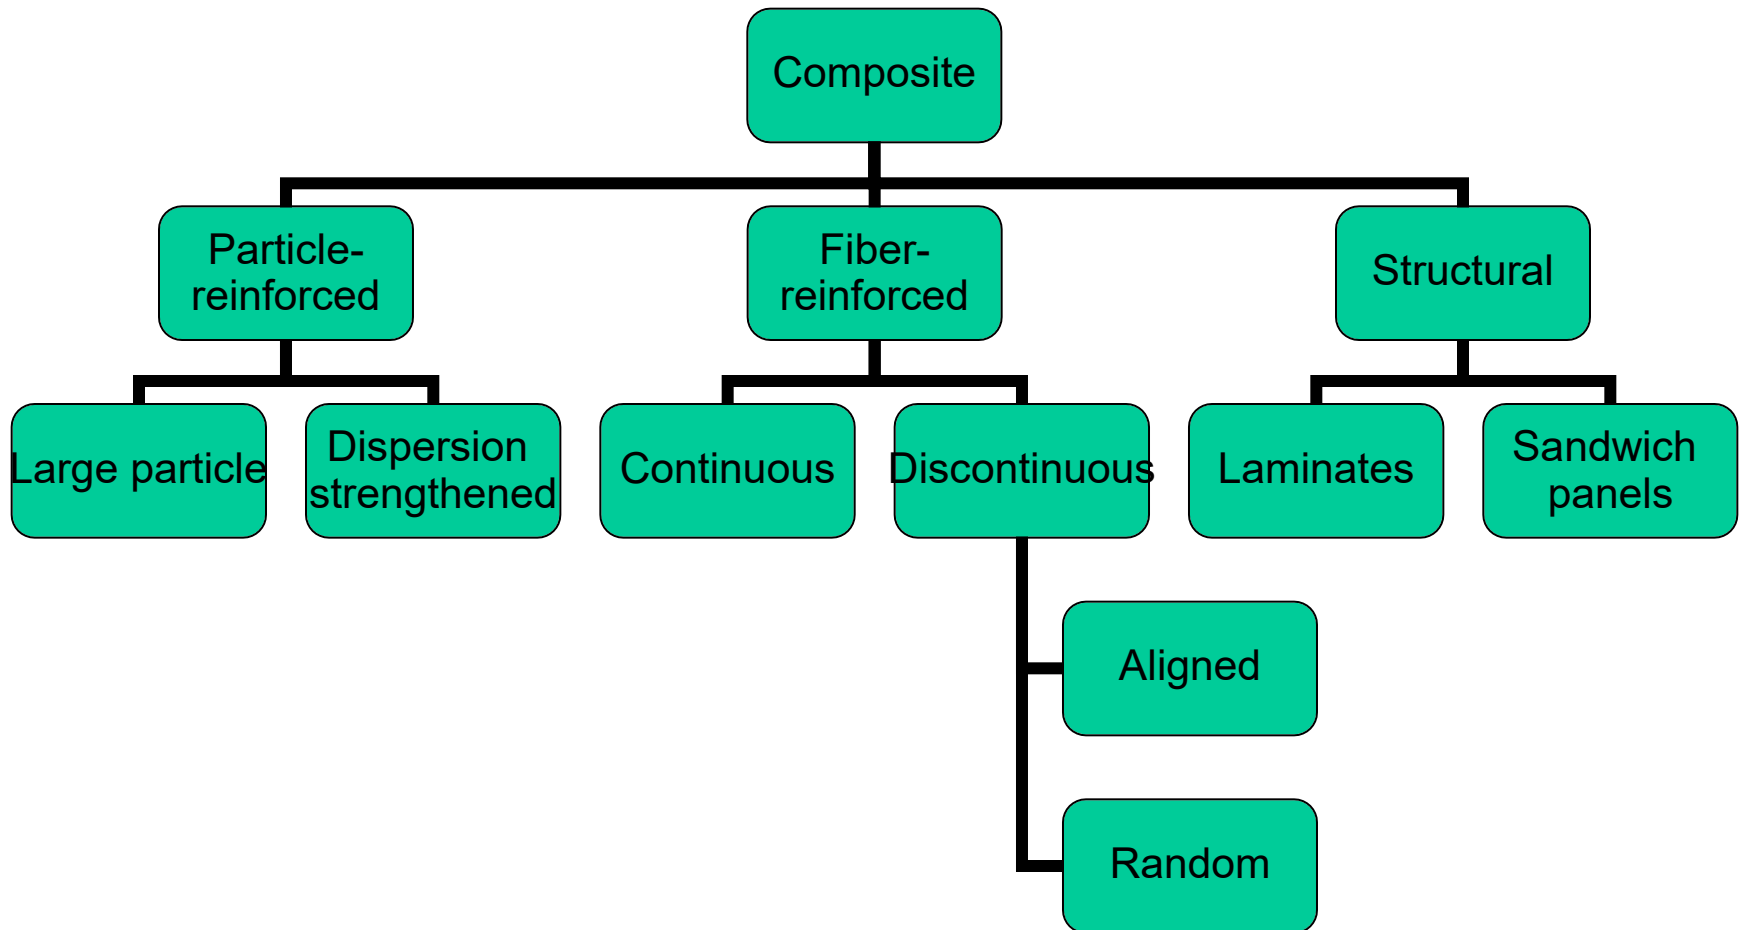 Composite
Particle-
reinforced
Fiber-
reinforced
Structural
Large particle
Dispersion
strengthened
Continuous
Discontinuous
Laminates
Sandwich
panels
Aligned
Random